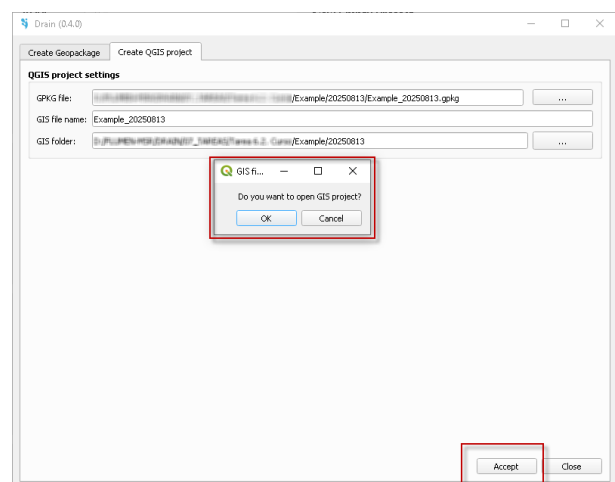 Drain (0.4.0)
Create Geopackage
Create QGIS project
QGIS project settings
GPKG file:
/Example/20250813/Example_20250813.gpkg
...
GIS file name:
Example_20250813
GIS folder:
/Example/20250813
...
GIS fi...
Do you want to open GIS project?
OK
Cancel
Accept
Close